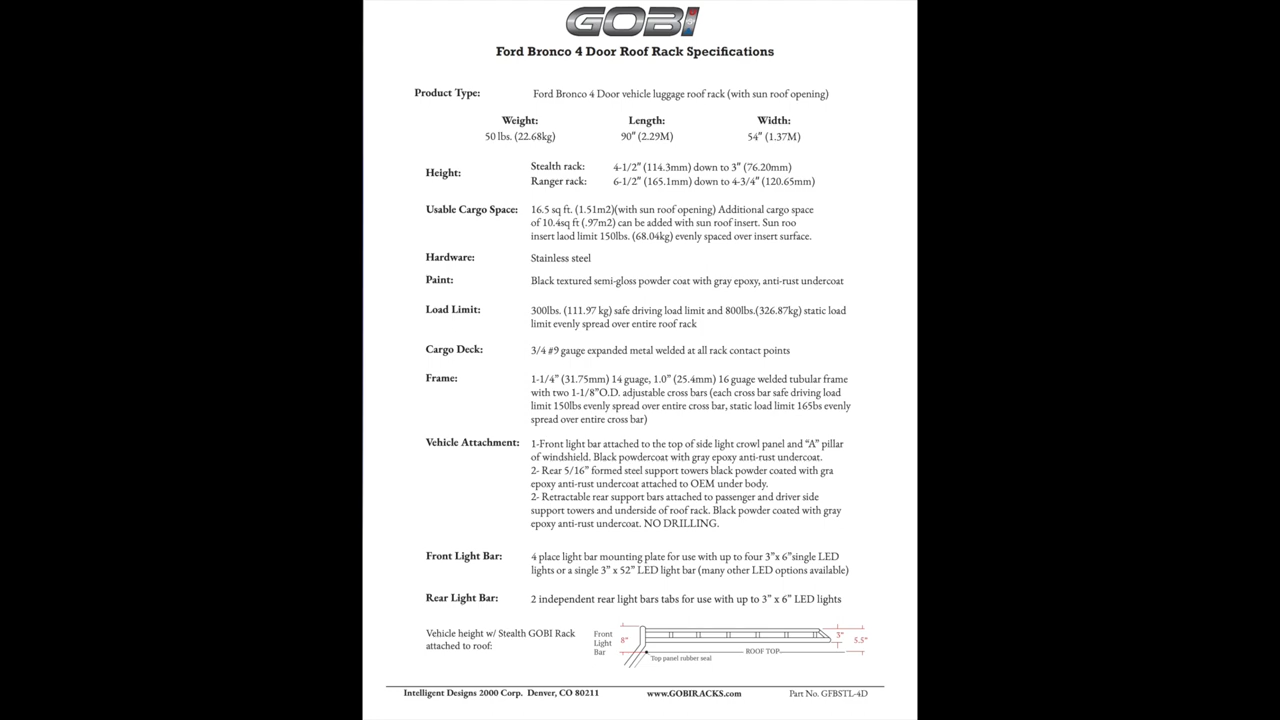 GOBI
Ford Bronco 4 Door Roof Rack Specifications
Product Type: Ford Bronco 4 Door vehicle luggage roof rack (with sun roof opening)
Weight: Length: Width:
50 lbs. (22.68kg) 90" (2.29M) 54" (1.37M)
Height: Stealth rack: 4-1/2" (114.3mm) down to 3" (76.20mm)
Ranger rack: 6-1/2" (165.1mm) down to 4-3/4" (120.65mm)
Usable Cargo Space: 16.5 sq ft. (1.51m2)(with sun roof opening) Additional cargo space
of 10.4sq ft (.97m2) can be added with sun roof insert. Sun roo
insert laod limit 150lbs. (68.04kg) evenly spaced over insert surface.
Hardware: Stainless steel
Paint: Black textured semi-gloss powder coat with gray epoxy, anti-rust undercoat
Load Limit: 300lbs. (111.97 kg) safe driving load limit and 800lbs.(326.87kg) static load
limit evenly spread over entire roof rack
Cargo Deck: 3/4 #9 gauge expanded metal welded at all rack contact points
Frame: 1-1/4” (31.75mm) 14 guage, 1.0” (25.4mm) 16 guage welded tubular frame
with two 1-1/8”O.D. adjustable cross bars (each cross bar safe driving load
limit 150lbs evenly spread over entire cross bar, static load limit 165bs evenly
spread over entire cross bar)
Vehicle Attachment: 1-Front light bar attached to the top of side light crowl panel and “A” pillar
of windshield. Black powdercoat with gray epoxy anti-rust undercoat.
2- Rear 5/16” formed steel support towers black powder coated with gra
epoxy anti-rust undercoat attached to OEM under body.
2- Retractable rear support bars attached to passenger and driver side
support towers and underside of roof rack. Black powder coated with gray
epoxy anti-rust undercoat. NO DRILLING.
Front Light Bar: 4 place light bar mounting plate for use with up to four 3”x 6”single LED
lights or a single 3” x 52” LED light bar (many other LED options available)
Rear Light Bar: 2 independent rear light bars tabs for use with up to 3” x 6” LED lights
Vehicle height w/ Stealth GOBI Rack
attached to roof:
Front
Light
Bar
8"
3"
5.5"
ROOF TOP
Top panel rubber seal
Intelligent Designs 2000 Corp. Denver, CO 80211 www.GOBIRACKS.com Part No. GFBSTL-4D